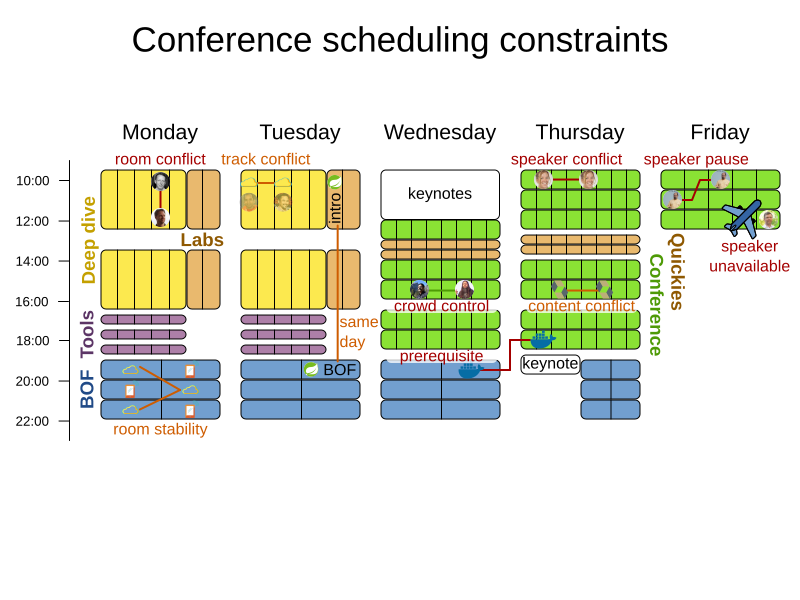 Conference scheduling constraints
Monday
Tuesday
Wednesday
Thursday
Friday
room conflict
track conflict
speaker conflict
speaker pause
10:00
12:00
14:00
16:00
18:00
20:00
22:00
Deep dive
Labs
Tools
BOF
intro
keynotes
Quickies
Conference
speaker
unavailable
crowd control
content conflict
same
day
prerequisite
keynote
BOF
room stability